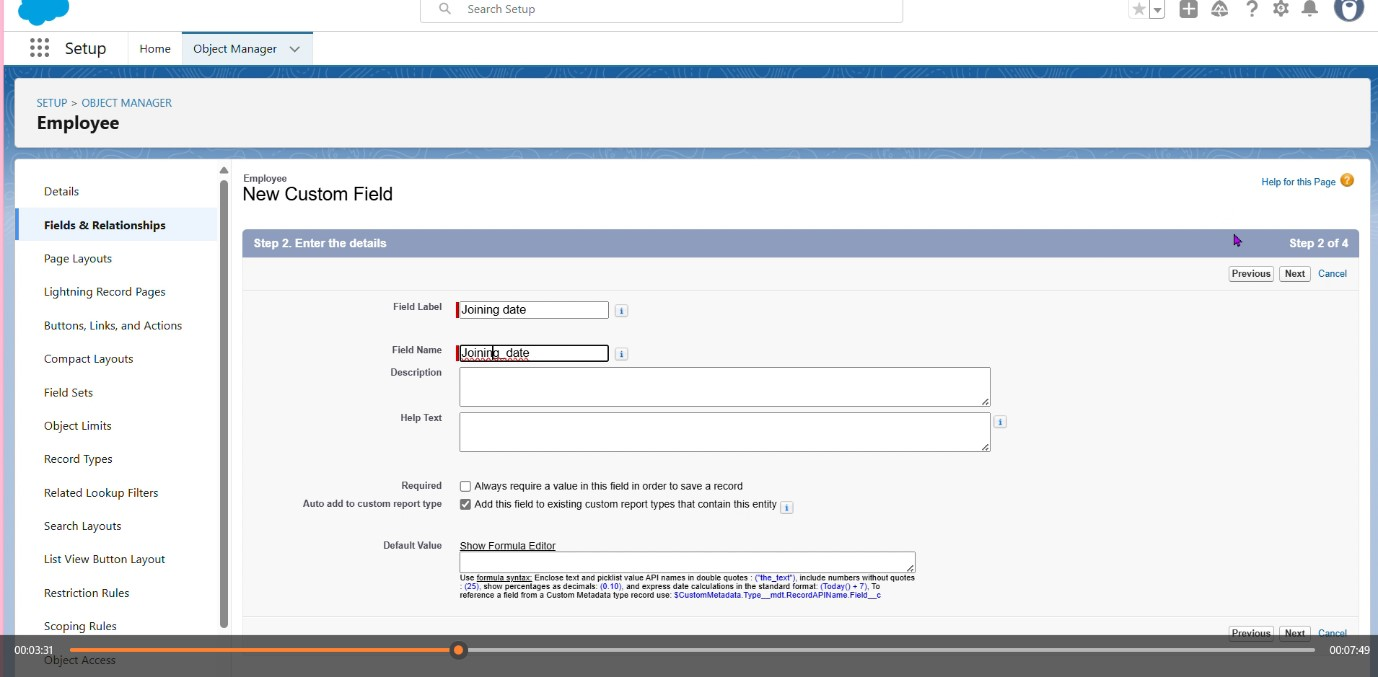 Search Setup
Setup
Home
Object Manager
SETUP > OBJECT MANAGER
Employee
Details
Fields & Relationships
Page Layouts
Lightning Record Pages
Buttons, Links, and Actions
Compact Layouts
Field Sets
Object Limits
Record Types
Related Lookup Filters
Search Layouts
List View Button Layout
Restriction Rules
Scoping Rules
Object Access
Employee
New Custom Field
Help for this Page ?
Step 2. Enter the details
Step 2 of 4
Previous Next Cancel
Field Label Joining date i
Field Name Joining_date i
Description
Help Text i
Required Always require a value in this field in order to save a record
Auto add to custom report type Add this field to existing custom report types that contain this entity i
Default Value Show Formula Editor
Use formula syntax: Enclose text and picklist value API names in double quotes : ("the_text"), include numbers without quotes
: (25), show percentages as decimals: (0.10), and express date calculations in the standard format: (Today() + 7), To
reference a field from a Custom Metadata type record use: $CustomMetadata.Type__mdt.RecordAPIName.Field__c
Previous Next Cancel
00:03:31
00:07:49